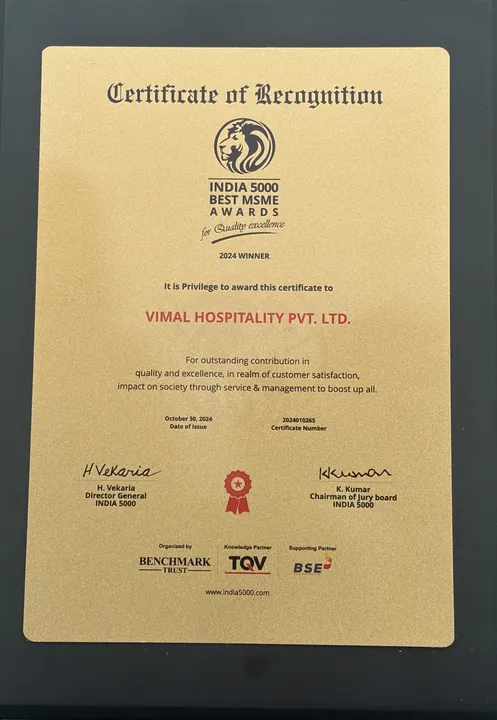 Certificate of Recognition
INDIA 5000
BEST MSME
AWARDS
for Quality excellence
2024 WINNER
It is Privilege to award this certificate to
VIMAL HOSPITALITY PVT. LTD.
For outstanding contribution in
quality and excellence, in realm of customer satisfaction,
impact on society through service & management to boost up all.
October 30, 2024
Date of Issue
2024010265
Certificate Number
H Vekaria
H. Vekaria
Director General
INDIA 5000
KKumar
K. Kumar
Chairman of Jury board
INDIA 5000
Organized by
BENCHMARK
TRUST
Knowledge Partner
TQV
Supporting Partner
BSE
www.india5000.com